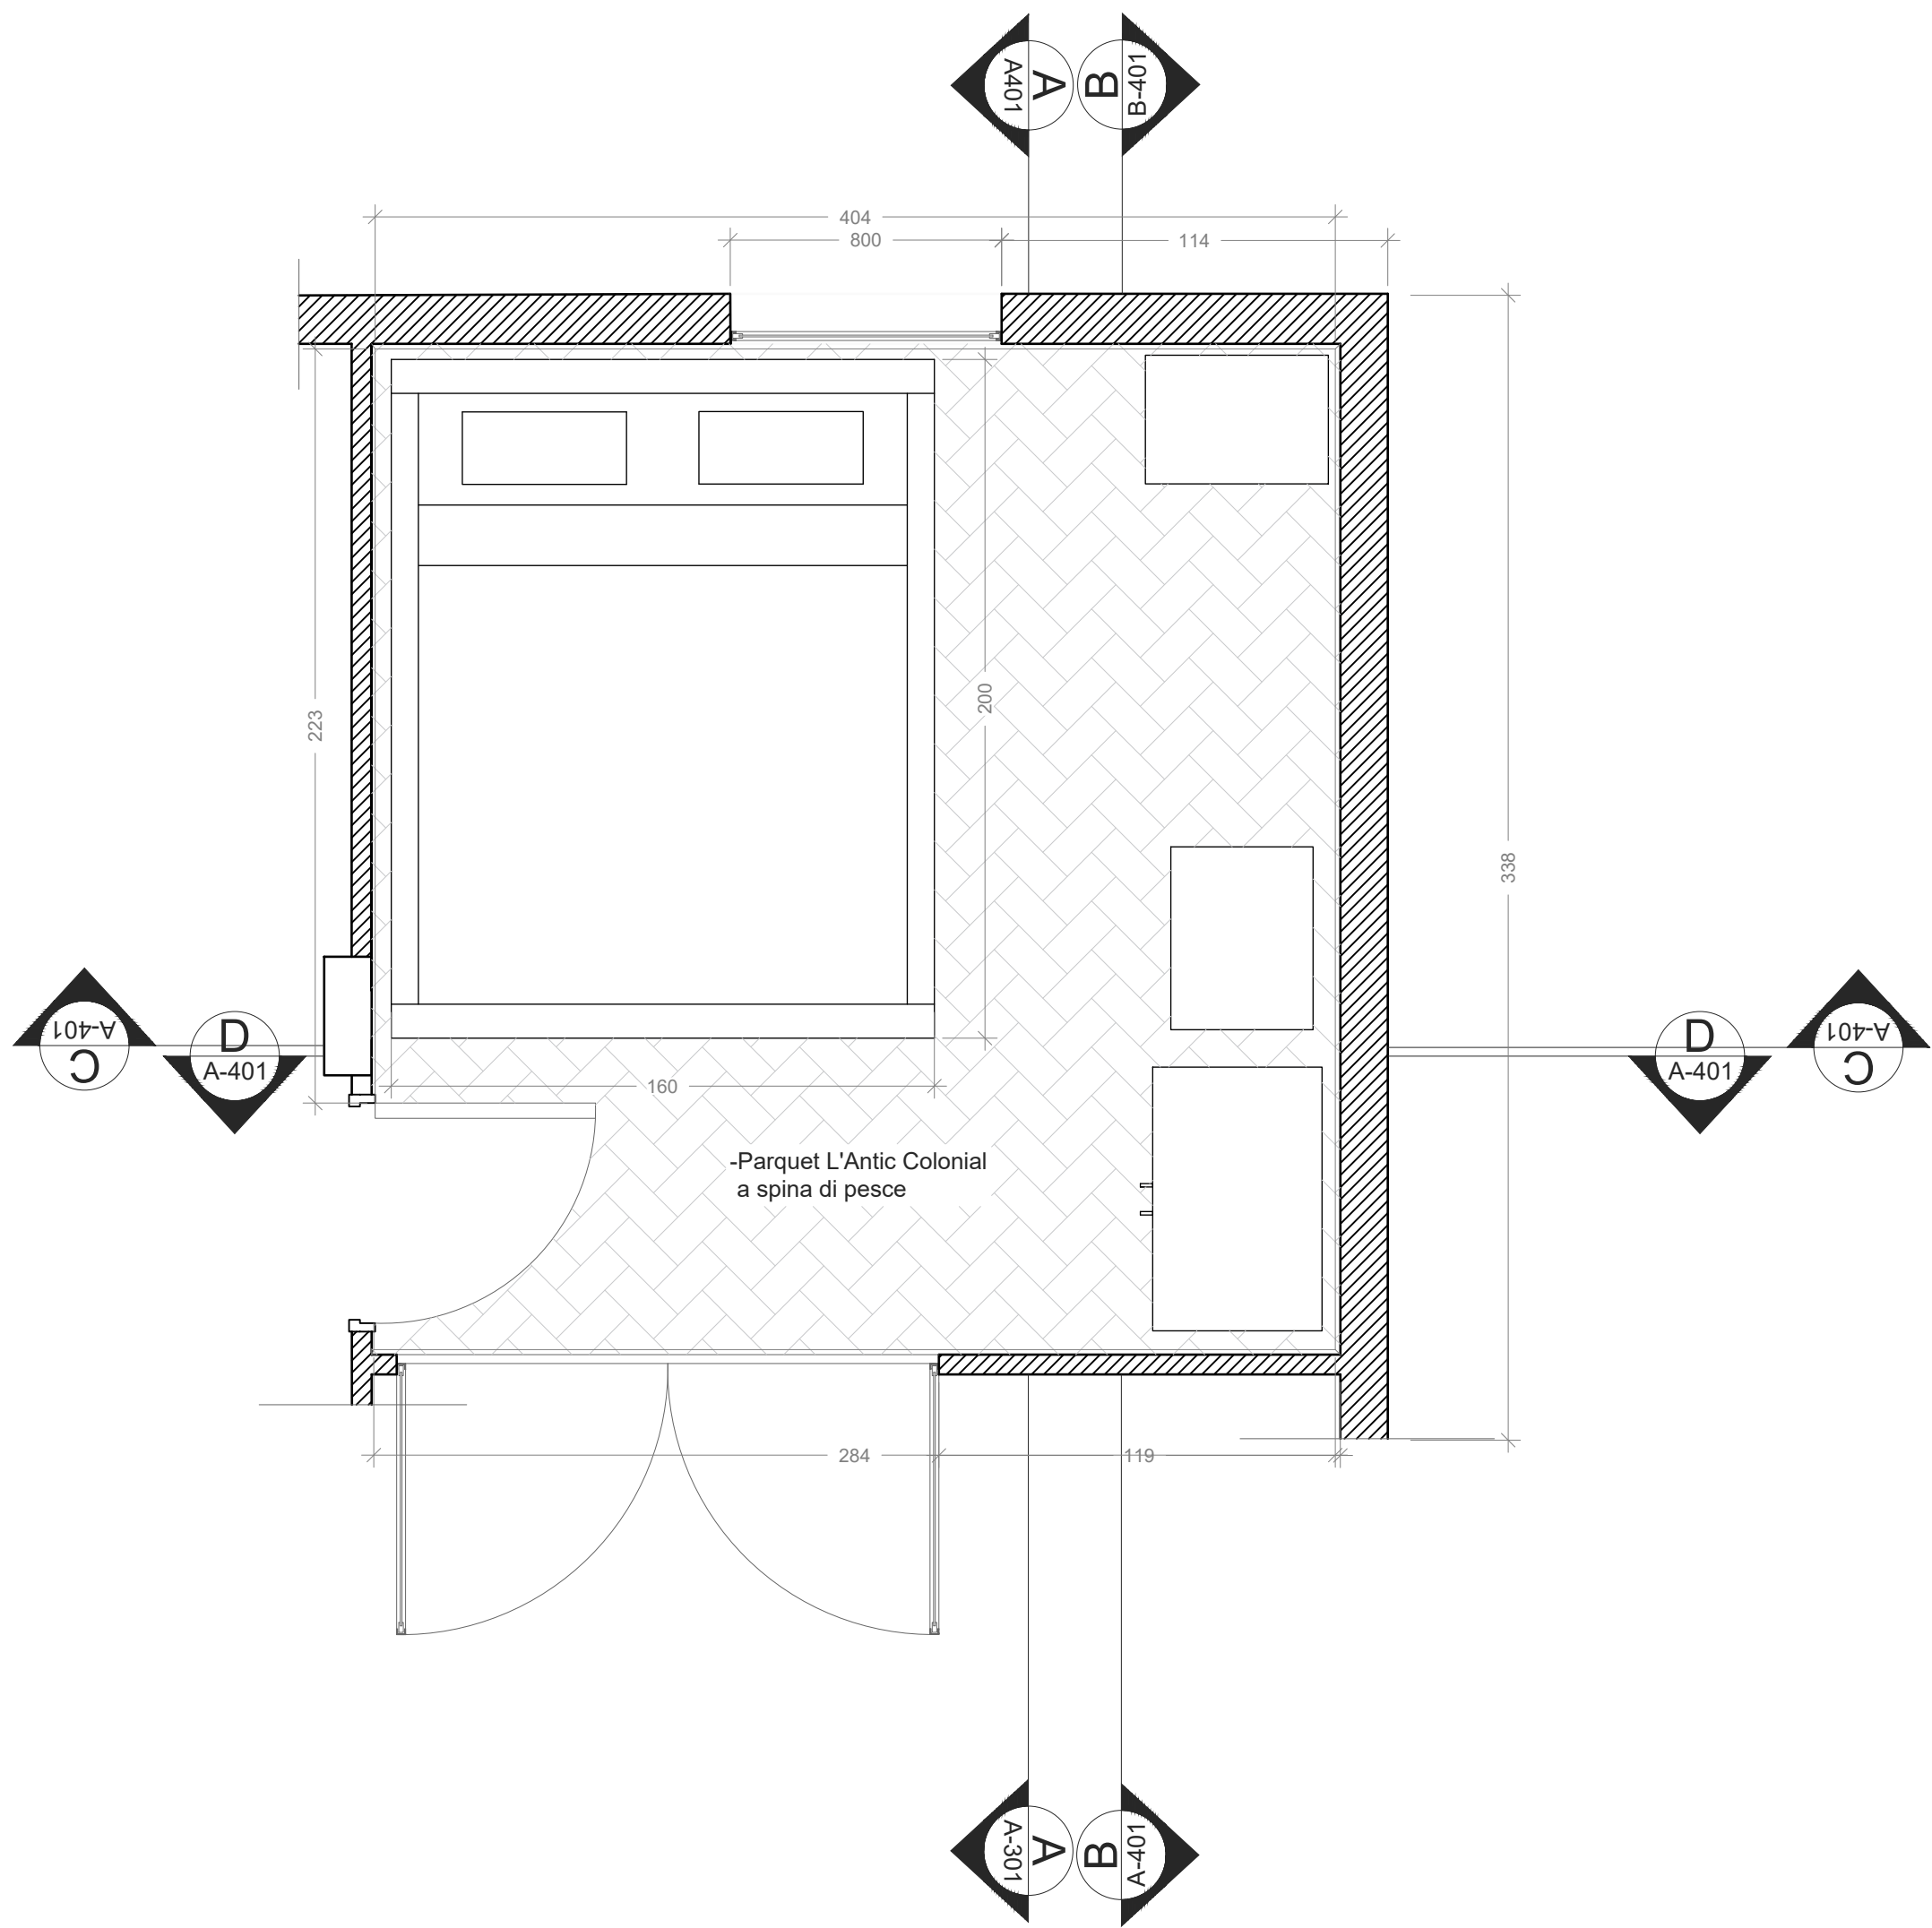 A
A401
B
B-401
404
800
114
223
200
338
C
A-401
D
A-401
D
A-401
C
A-401
160
-Parquet L'Antic Colonial
a spina di pesce
284
119
A
A-301
B
A-401